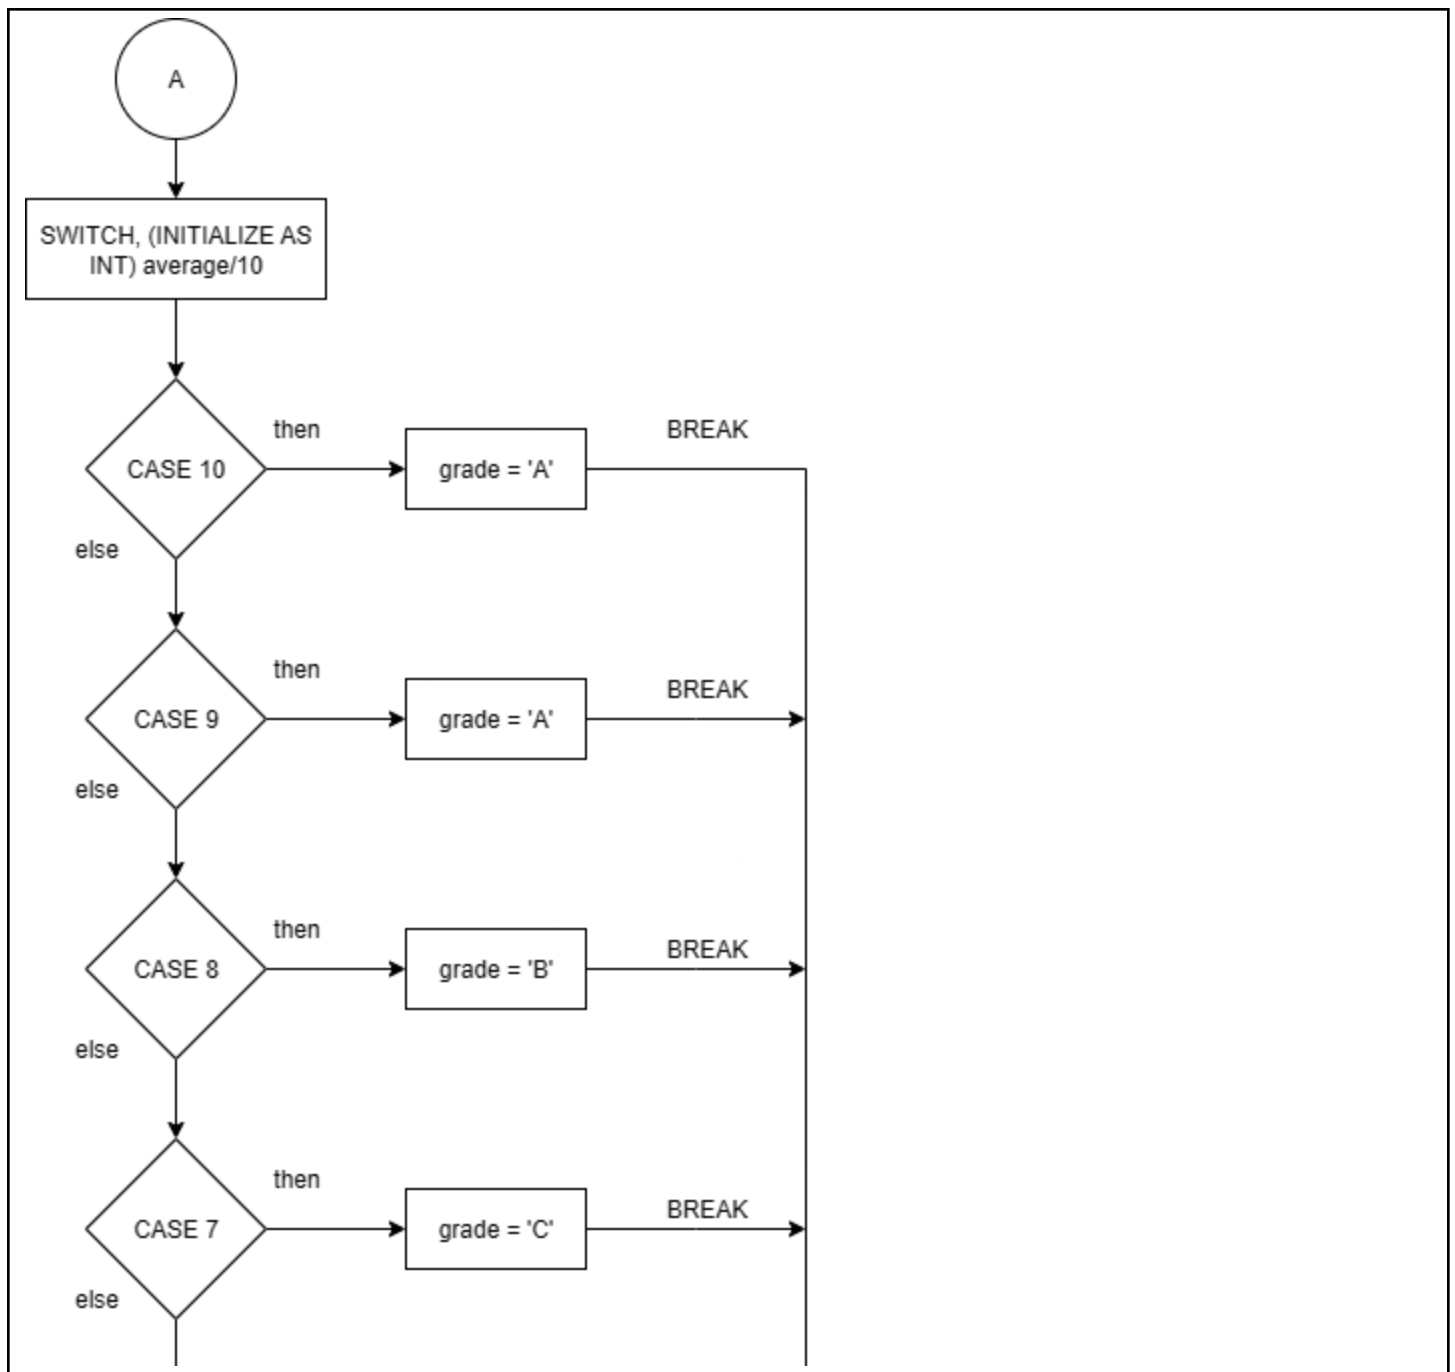 A
SWITCH, (INITIALIZE AS
INT) average/10
then
BREAK
CASE 10
grade = 'A'
else
then
BREAK
CASE 9
grade = 'A'
else
then
BREAK
CASE 8
grade = 'B'
else
then
BREAK
CASE 7
grade = 'C'
else